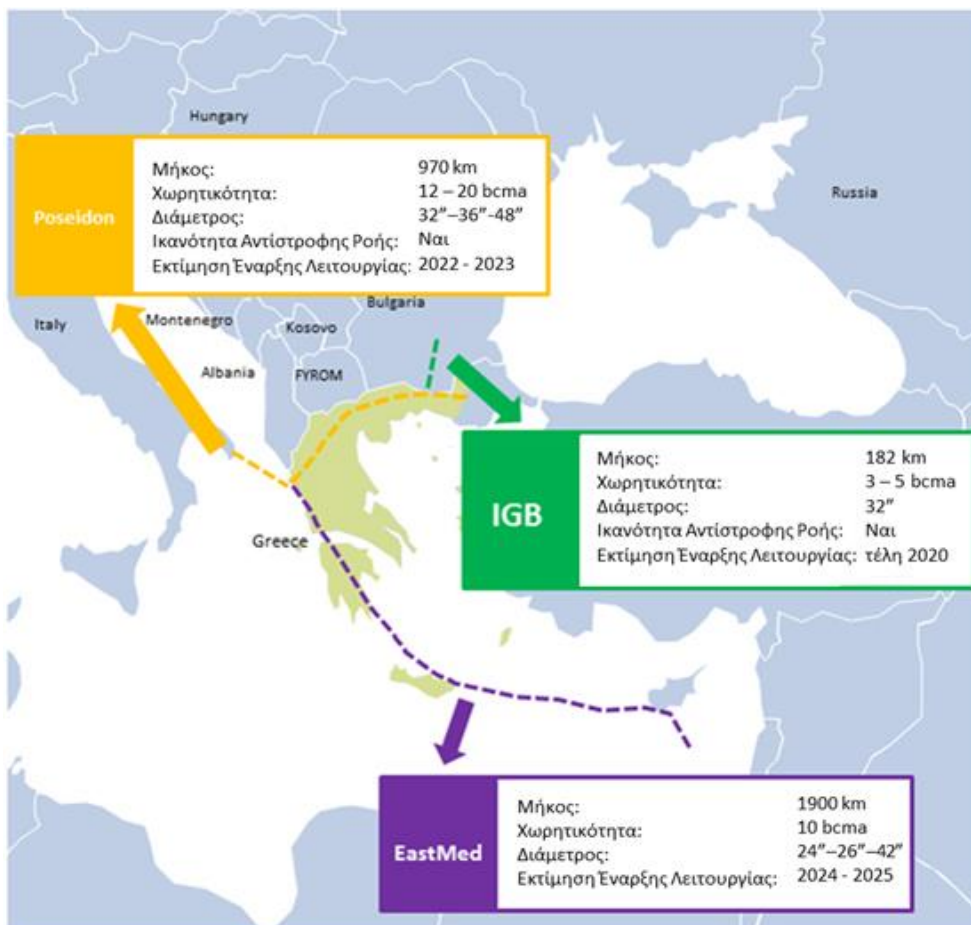 Hungary
Russia
Poseidon
Μήκος: 970 km
Χωρητικότητα: 12 – 20 bcma
Διάμετρος: 32”–36”-48”
Ικανότητα Αντίστροφης Ροής: Ναι
Εκτίμηση Έναρξης Λειτουργίας: 2022 - 2023
Bulgaria
Italy
Montenegro
Kosovo
Albania
FYROM
IGB
Μήκος: 182 km
Χωρητικότητα: 3 – 5 bcma
Διάμετρος: 32”
Ικανότητα Αντίστροφης Ροής: Ναι
Εκτίμηση Έναρξης Λειτουργίας: τέλη 2020
Greece
EastMed
Μήκος: 1900 km
Χωρητικότητα: 10 bcma
Διάμετρος: 24”–26”–42”
Εκτίμηση Έναρξης Λειτουργίας: 2024 - 2025